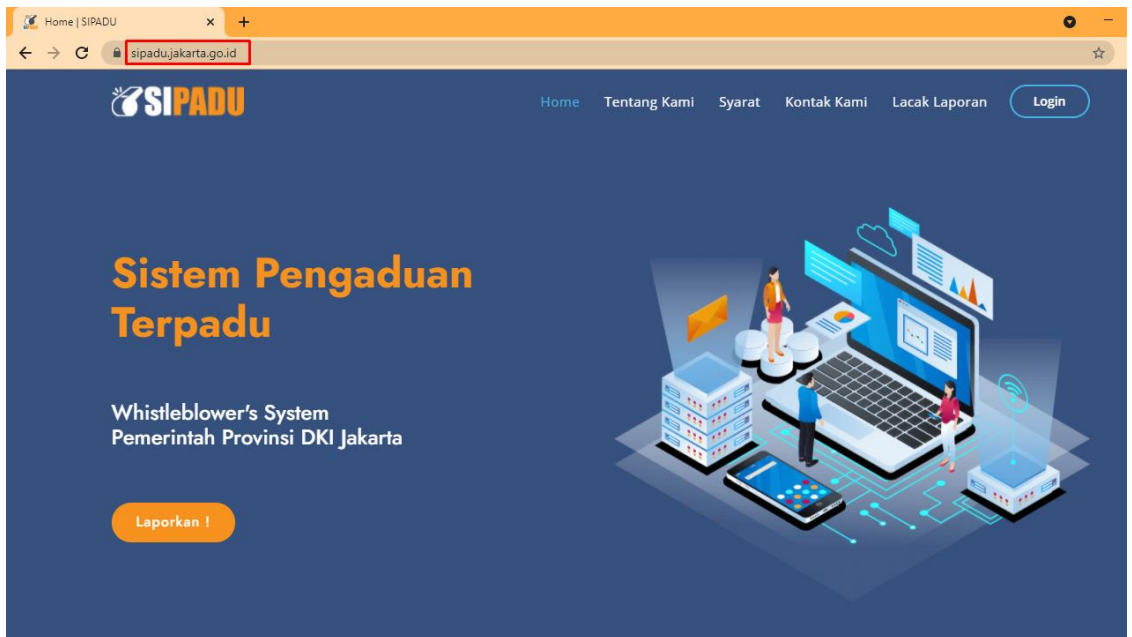 Home | SIPADU
sipadu.jakarta.go.id
SIPADU
Home Tentang Kami Syarat Kontak Kami Lacak Laporan Login
Sistem Pengaduan
Terpadu
Whistleblower's System
Pemerintah Provinsi DKI Jakarta
Laporkan !